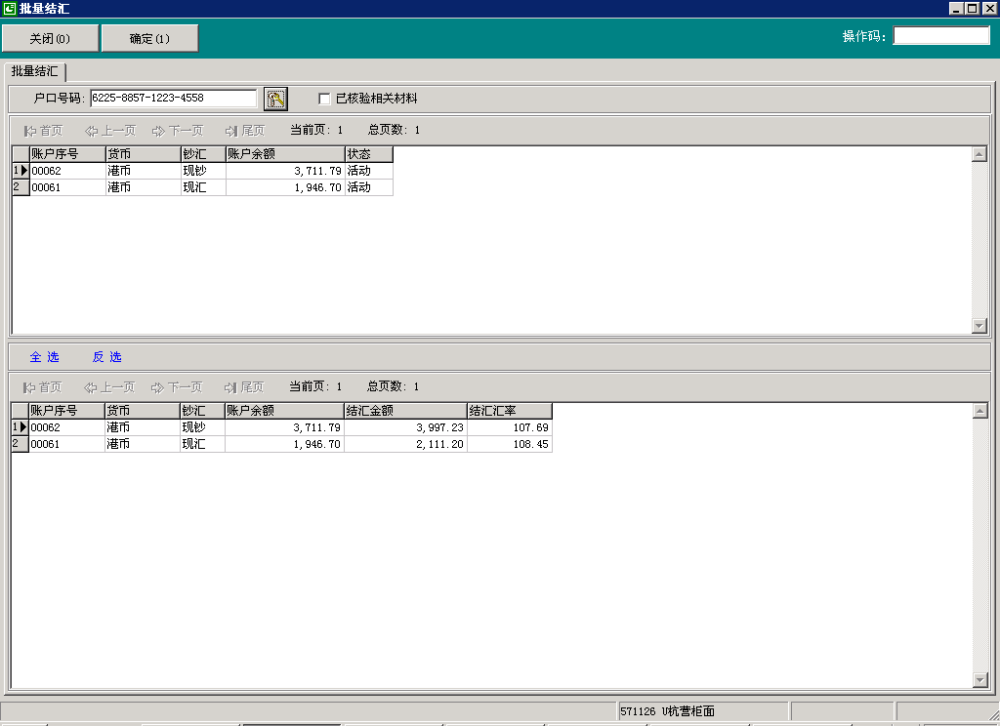 批量结汇
关闭(0) 确定(1) 操作码:
批量结汇
户口号码: 6225-8857-1223-4558 已核验相关材料
首页 上一页 下一页 尾页 当前页: 1 总页数: 1
账户序号 货币 钞汇 账户余额 状态
1 00062 港币 现钞 3,711.79 活动
2 00061 港币 现汇 1,946.70 活动
全 选 反 选
首页 上一页 下一页 尾页 当前页: 1 总页数: 1
账户序号 货币 钞汇 账户余额 结汇金额 结汇汇率
1 00062 港币 现钞 3,711.79 3,997.23 107.69
2 00061 港币 现汇 1,946.70 2,111.20 108.45
571126 U杭营柜面